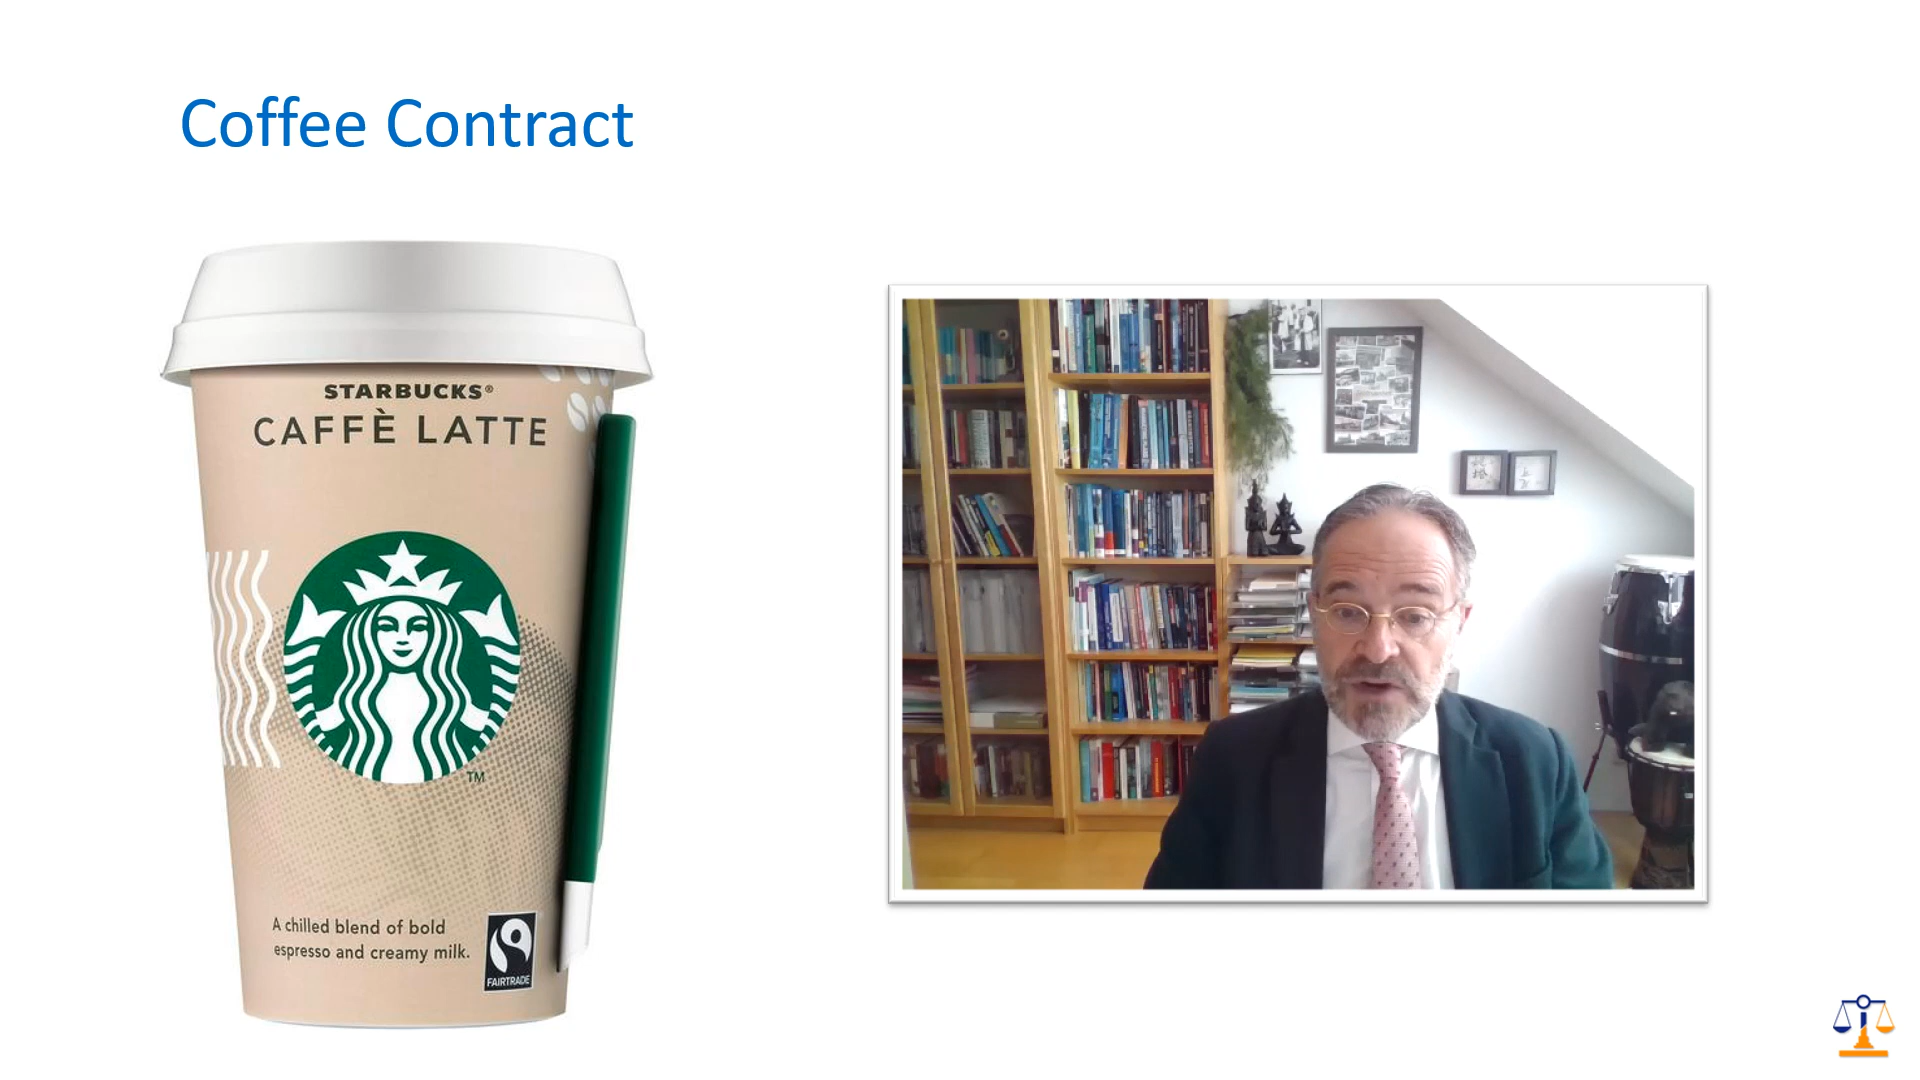 Coffee Contract
STARBUCKS®
CAFFÈ LATTE
TM
A chilled blend of bold
espresso and creamy milk.
FAIRTRADE